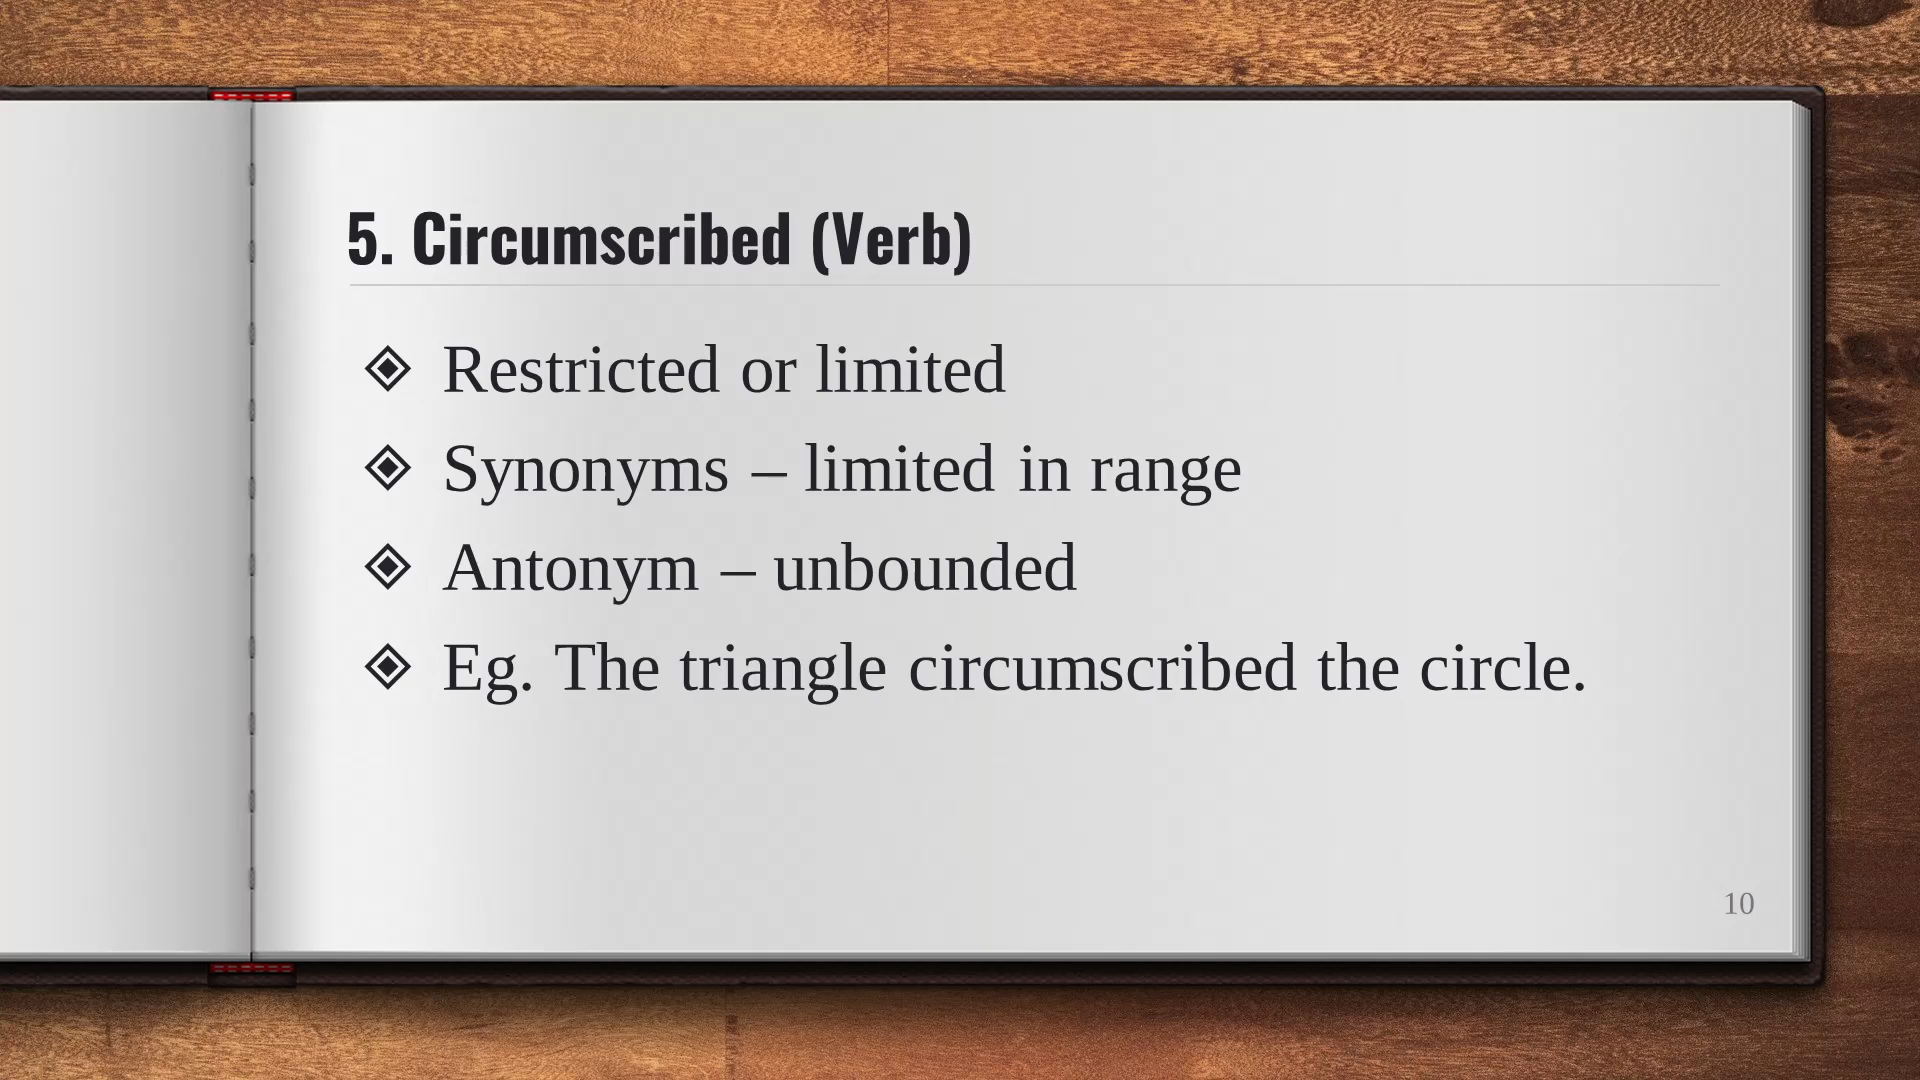 5. Circumscribed (Verb)
Restricted or limited
Synonyms – limited in range
Antonym – unbounded
Eg. The triangle circumscribed the circle.
10